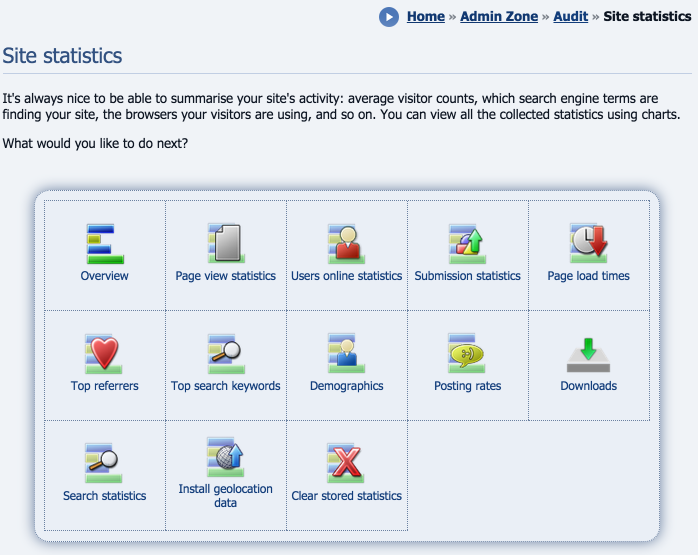 Home » Admin Zone » Audit » Site statistics
Site statistics
It's always nice to be able to summarise your site's activity: average visitor counts, which search engine terms are
finding your site, the browsers your visitors are using, and so on. You can view all the collected statistics using charts.
What would you like to do next?
Overview
Page view statistics
Users online statistics
Submission statistics
Page load times
Top referrers
Top search keywords
Demographics
Posting rates
Downloads
Search statistics
Install geolocation
data
Clear stored statistics